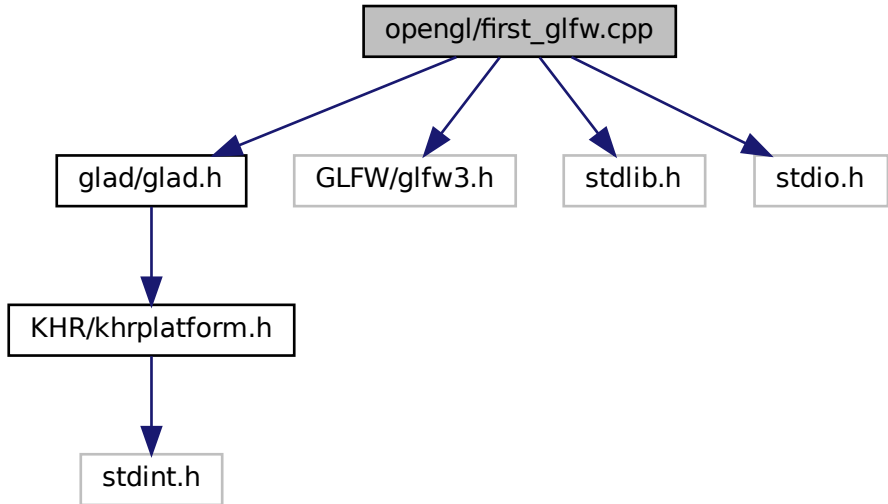 opengl/first_glfw.cpp
glad/glad.h
GLFW/glfw3.h
stdlib.h
stdio.h
KHR/khrplatform.h
stdint.h